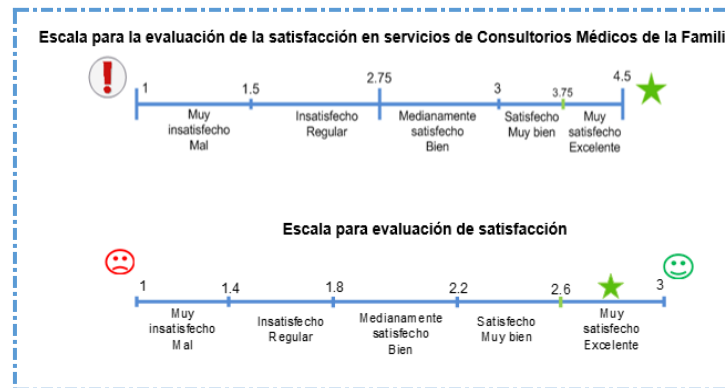 Escala para la evaluación de la satisfacción en servicios de Consultorios Médicos de la Famili
1 1.5 2.75 3 3.75 4.5
Muy Insatisfecho Medianamente Satisfecho Muy
insatisfecho Regular satisfecho Muy bien satisfecho
Mal Bien Excelente
Escala para evaluación de satisfacción
1 1.4 1.8 2.2 2.6 3
Muy Insatisfecho Medianamente Satisfecho Muy
insatisfecho Regular satisfecho Muy bien satisfecho
Mal Bien Excelente